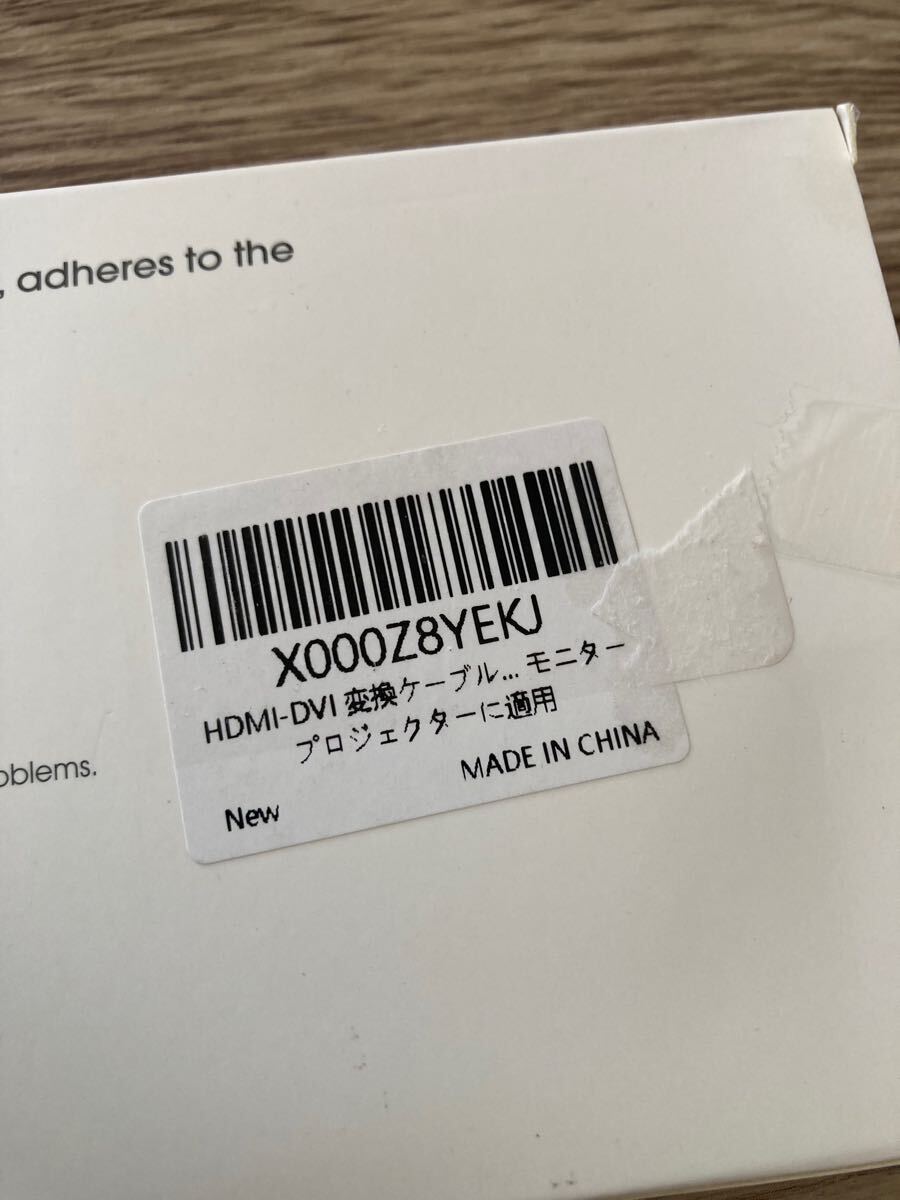 , adheres to the
X000Z8YEKJ
HDMI-DVI 変換ケーブル... モニター
プロジェクターに適用
oblems.
MADE IN CHINA
New